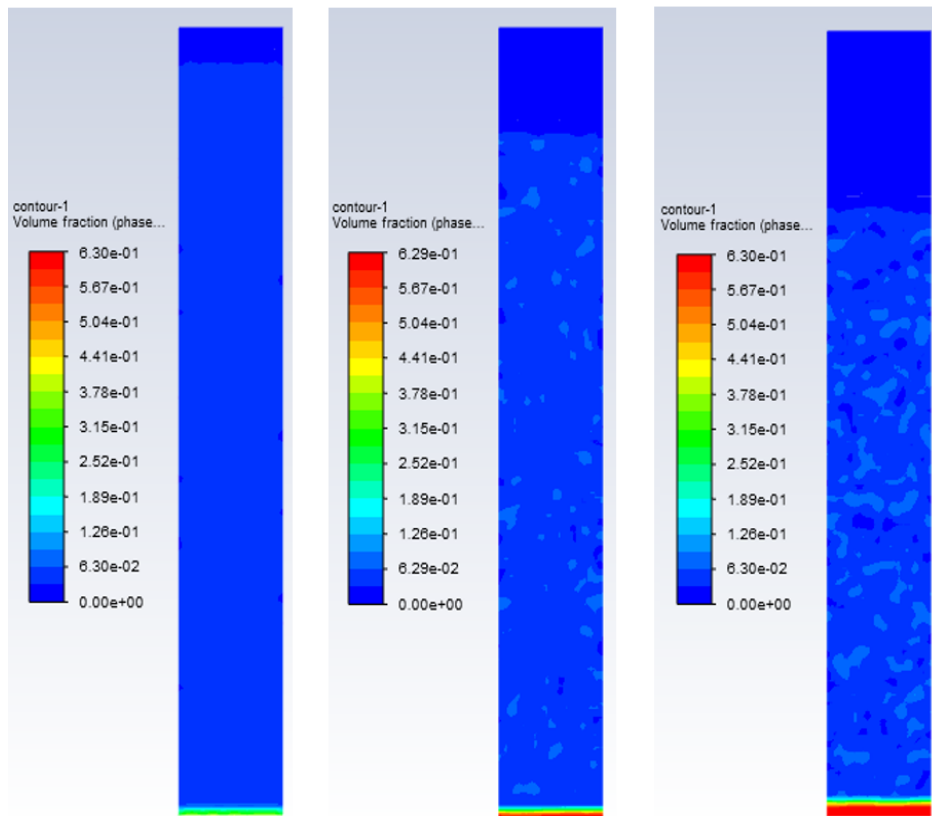 contour-1
Volume fraction (phase...
6.30e-01
5.67e-01
5.04e-01
4.41e-01
3.78e-01
3.15e-01
2.52e-01
1.89e-01
1.26e-01
6.30e-02
0.00e+00
contour-1
Volume fraction (phase...
6.29e-01
5.67e-01
5.04e-01
4.41e-01
3.78e-01
3.15e-01
2.52e-01
1.89e-01
1.26e-01
6.29e-02
0.00e+00
contour-1
Volume fraction (phase...
6.30e-01
5.67e-01
5.04e-01
4.41e-01
3.78e-01
3.15e-01
2.52e-01
1.89e-01
1.26e-01
6.30e-02
0.00e+00